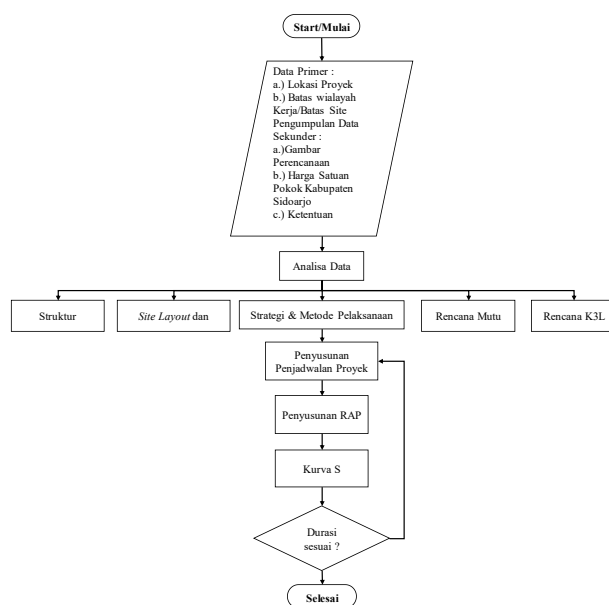 Start/Mulai
Data Primer :
a.) Lokasi Proyek
b.) Batas wialayah
Kerja/Batas Site
Pengumpulan Data
Sekunder :
a.)Gambar
Perencanaan
b.) Harga Satuan
Pokok Kabupaten
Sidoarjo
c.) Ketentuan
Analisa Data
Struktur
Site Layout dan
Strategi & Metode Pelaksanaan
Rencana Mutu
Rencana K3L
Penyusunan
Penjadwalan Proyek
Penyusunan RAP
Kurva S
Durasi
sesuai ?
Selesai